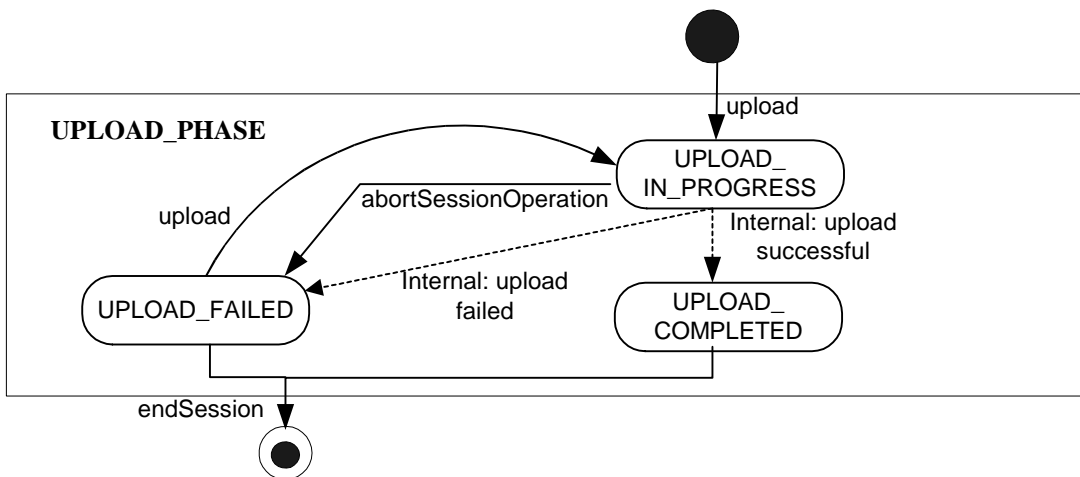 upload
UPLOAD_PHASE
UPLOAD_
IN_PROGRESS
abortSessionOperation
upload
Internal: upload
successful
Internal: upload
failed
UPLOAD_FAILED
UPLOAD_
COMPLETED
endSession